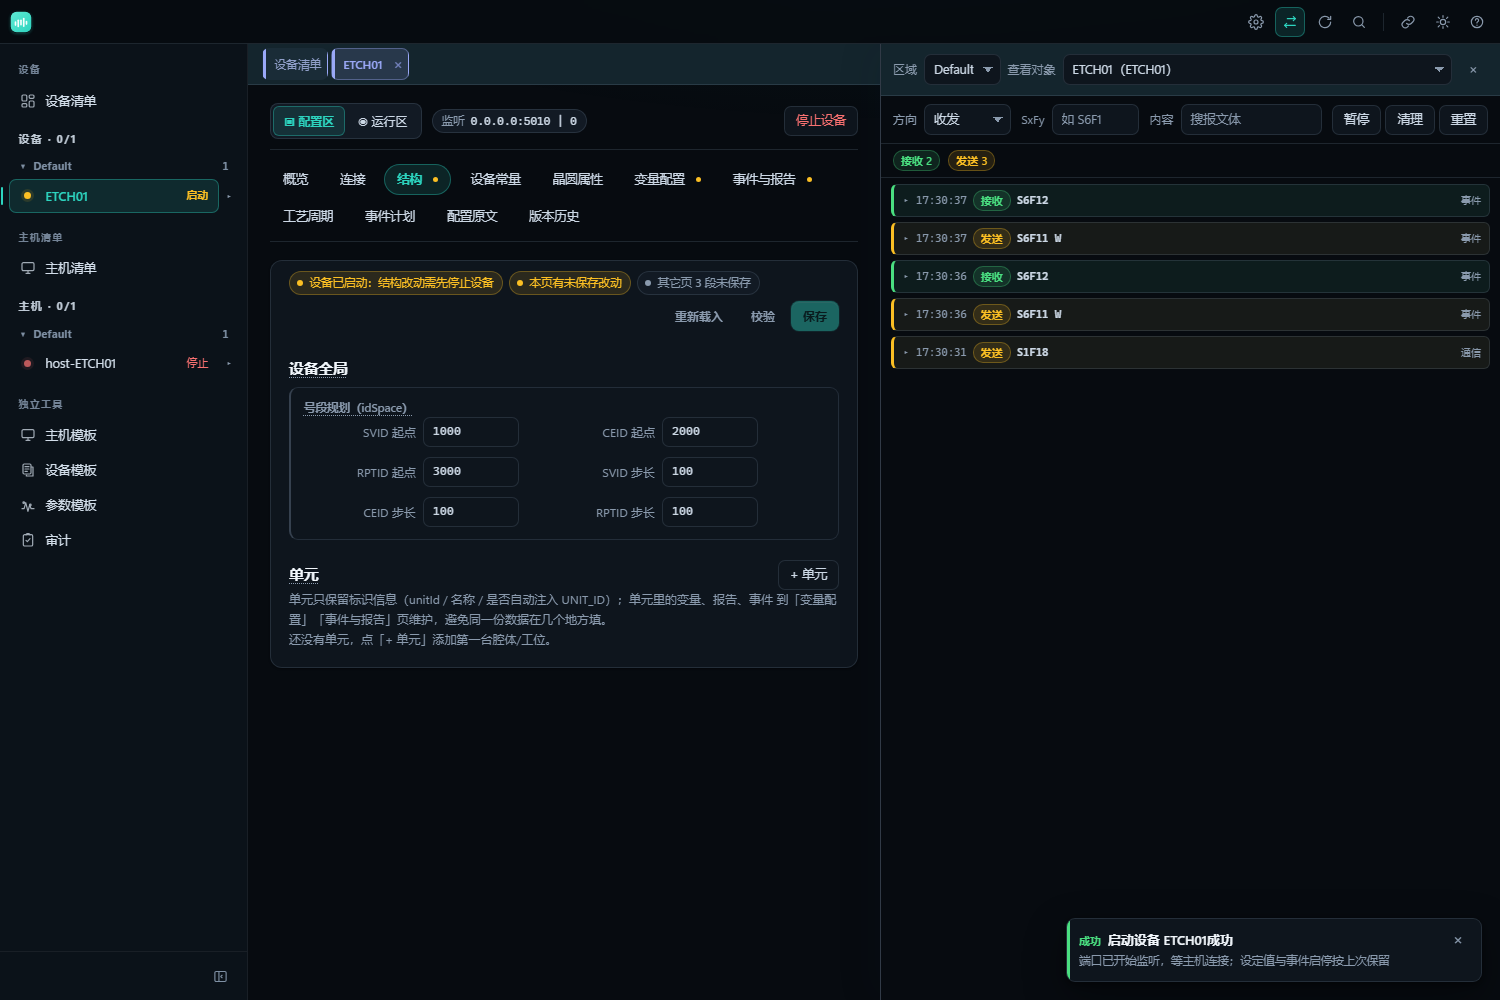 设备
设备清单
设备 · 0/1
Default 1
ETCH01 启动
主机清单
主机清单
主机 · 0/1
Default 1
host-ETCH01 停止
独立工具
主机模板
设备模板
参数模板
审计
设备清单 ETCH01 ×
配置区 运行区 监听 0.0.0.0:5010 | 0 停止设备
概览 连接 结构 设备常量 晶圆属性 变量配置 事件与报告
工艺周期 事件计划 配置原文 版本历史
设备已启动：结构改动需先停止设备 本页有未保存改动 其它页 3 段未保存
重新载入 校验 保存
设备全局
号段规划（idSpace）
SVID 起点 1000 CEID 起点 2000
RPTID 起点 3000 SVID 步长 100
CEID 步长 100 RPTID 步长 100
单元 + 单元
单元只保留标识信息（unitId / 名称 / 是否自动注入 UNIT_ID）；单元里的变量、报告、事件 到「变量配
置」「事件与报告」页维护，避免同一份数据在几个地方填。
还没有单元，点「+ 单元」添加第一台腔体/工位。
区域 Default 查看对象 ETCH01（ETCH01） ×
方向 收发 SxFy 如 S6F1 内容 搜报文体 暂停 清理 重置
接收 2 发送 3
17:30:37 接收 S6F12 事件
17:30:37 发送 S6F11 W 事件
17:30:36 接收 S6F12 事件
17:30:36 发送 S6F11 W 事件
17:30:31 发送 S1F18 通信
成功 启动设备 ETCH01成功 ×
端口已开始监听，等主机连接；设定值与事件启停按上次保留